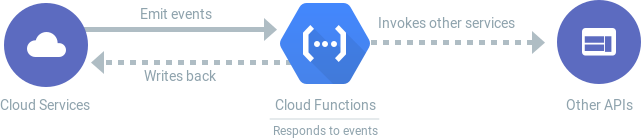 Emit events
Invokes other services
Writes back
Cloud Services
Cloud Functions
Other APIs
Responds to events